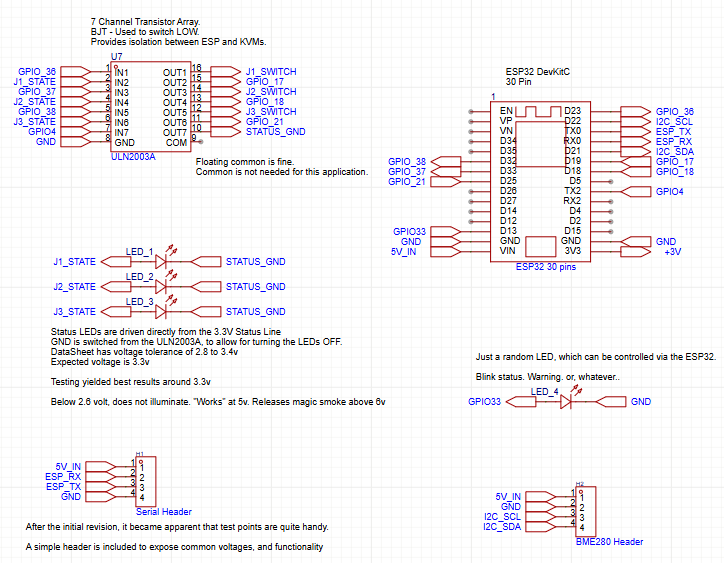 7 Channel Transistor Array.
BJT - Used to switch LOW.
Provides isolation between ESP and KVMs.
U7
GPIO_36 1 IN1 OUT1 16 J1_SWITCH
J1_STATE 2 IN2 OUT2 15 GPIO_17
GPIO_37 3 IN3 OUT3 14 J2_SWITCH
J2_STATE 4 IN4 OUT4 13 GPIO_18
GPIO_38 5 IN5 OUT5 12 J3_SWITCH
J3_STATE 6 IN6 OUT6 11 GPIO_21
GPIO4 7 IN7 OUT7 10 STATUS_GND
GND 8 GND COM 9
ULN2003A
Floating common is fine.
Common is not needed for this application.
ESP32 DevKitC
30 Pin
1
EN D23 GPIO_36
VP D22 I2C_SCL
VN TX0 ESP_TX
D34 RX0 ESP_RX
D35 D21 I2C_SDA
GPIO_38 D32 D19 GPIO_17
GPIO_37 D33 D18 GPIO_18
GPIO_21 D25 D5
D26 TX2 GPIO4
D27 RX2
D14 D4
D12 D2
GPIO33 D13 D15
GND GND GND GND
5V_IN VIN 3V3 +3V
ESP32 30 pins
LED_1
J1_STATE STATUS_GND
LED_2
J2_STATE STATUS_GND
LED_3
J3_STATE STATUS_GND
Status LEDs are driven directly from the 3.3V Status Line
GND is switched from the ULN2003A, to allow for turning the LEDs OFF.
DataSheet has voltage tolerance of 2.8 to 3.4v
Expected voltage is 3.3v
Testing yielded best results around 3.3v
Below 2.6 volt, does not illuminate. "Works" at 5v. Releases magic smoke above 6v
Just a random LED, which can be controlled via the ESP32.
Blink status. Warning. or, whatever..
LED_4
GPIO33 GND
H1
5V_IN 1 1
ESP_RX 2 2
ESP_TX 3 3
GND 4 4
Serial Header
After the initial revision, it became apparent that test points are quite handy.
A simple header is included to expose common voltages, and functionality
H2
5V_IN 1 1
GND 2 2
I2C_SCL 3 3
I2C_SDA 4 4
BME280 Header